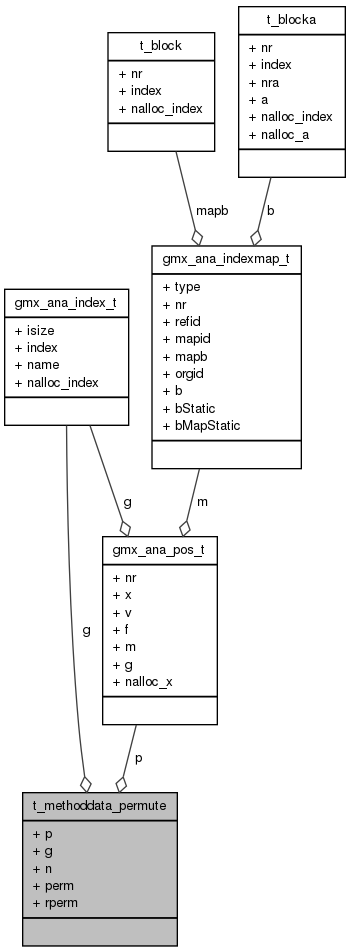 t_blocka
+ nr
+ index
+ nra
+ a
+ nalloc_index
+ nalloc_a
t_block
+ nr
+ index
+ nalloc_index
mapb
b
gmx_ana_indexmap_t
+ type
+ nr
+ refid
+ mapid
+ mapb
+ orgid
+ b
+ bStatic
+ bMapStatic
gmx_ana_index_t
+ isize
+ index
+ name
+ nalloc_index
g
m
gmx_ana_pos_t
+ nr
+ x
+ v
+ f
+ m
+ g
+ nalloc_x
g
p
t_methoddata_permute
+ p
+ g
+ n
+ perm
+ rperm